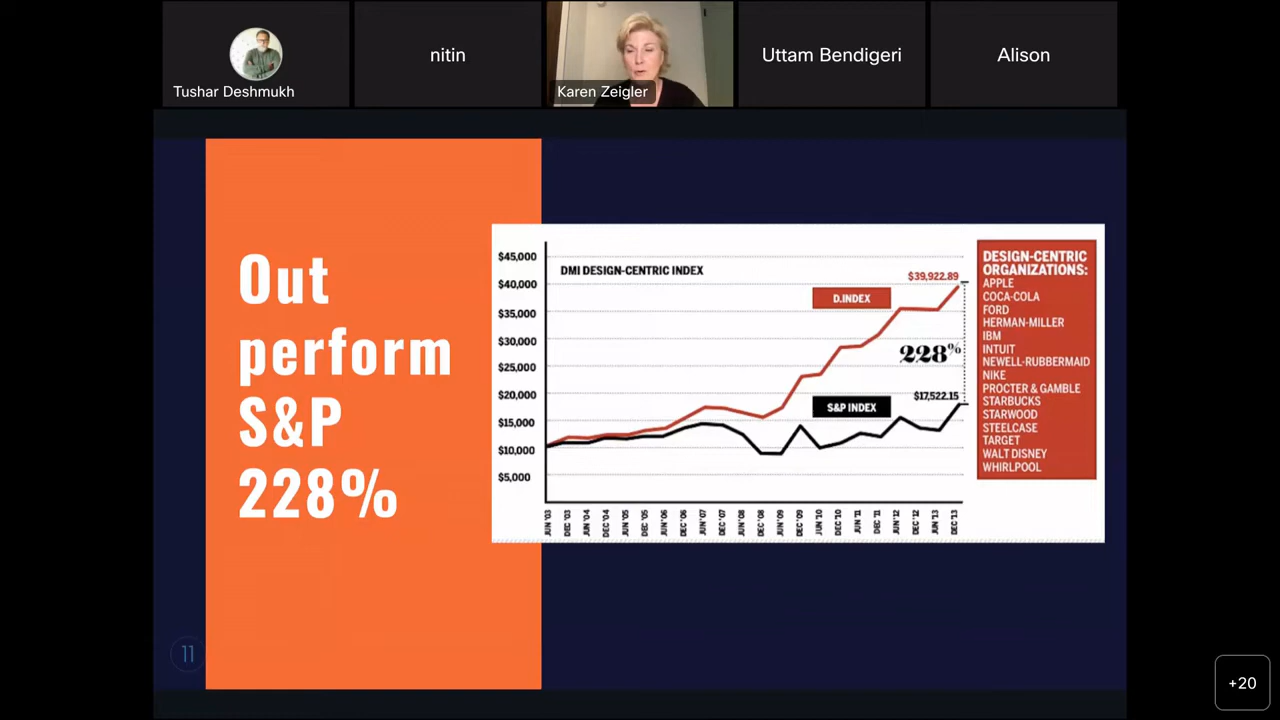 Tushar Deshmukh
nitin
Karen Zeigler
Uttam Bendigeri
Alison
Out
perform
S&P
228%
11
DMI DESIGN-CENTRIC INDEX
$45,000
$40,000
$35,000
$30,000
$25,000
$20,000
$15,000
$10,000
$5,000
$39,922.89
D.INDEX
228%
$17,522.15
S&P INDEX
JUN '03
DEC '03
JUN '04
DEC '04
JUN '05
DEC '05
JUN '06
DEC '06
JUN '07
DEC '07
JUN '08
DEC '08
JUN '09
DEC '09
JUN '10
DEC '10
JUN '11
DEC '11
JUN '12
DEC '12
JUN '13
DEC '13
DESIGN-CENTRIC
ORGANIZATIONS:
APPLE
COCA-COLA
FORD
HERMAN-MILLER
IBM
INTUIT
NEWELL-RUBBERMAID
NIKE
PROCTER & GAMBLE
STARBUCKS
STARWOOD
STEELCASE
TARGET
WALT DISNEY
WHIRLPOOL
+20